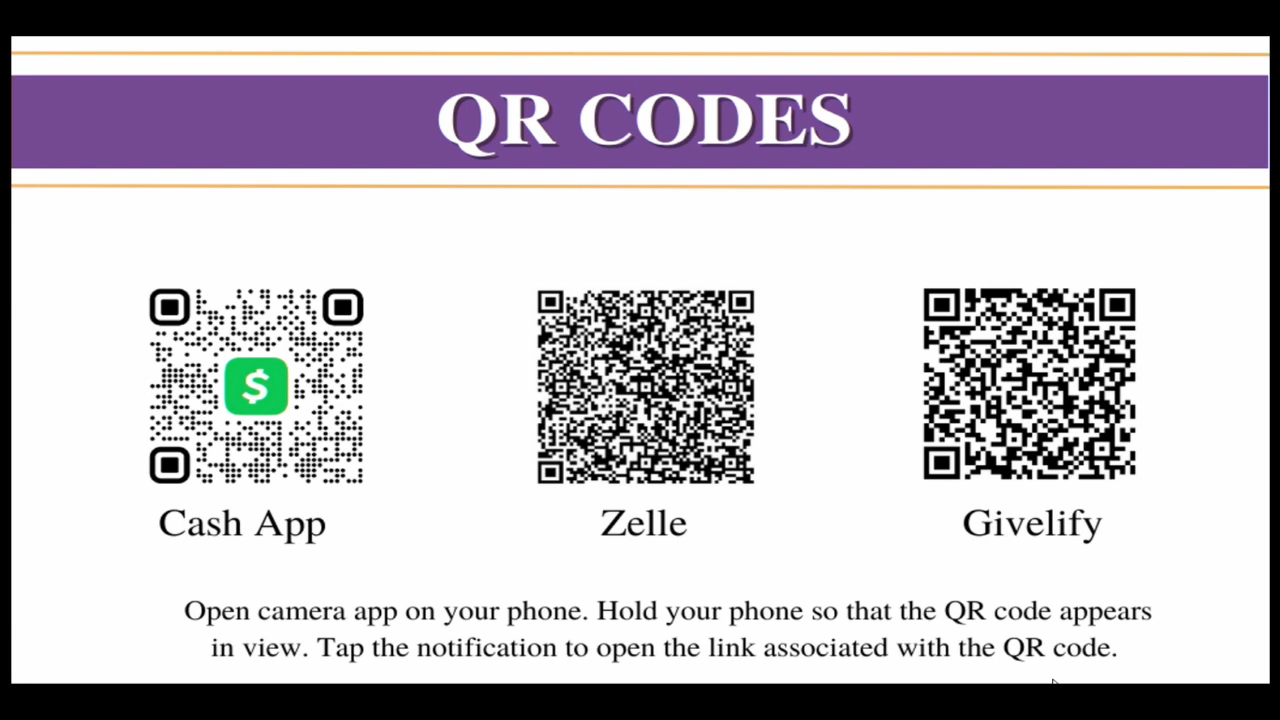 QR CODES
$
Cash App
Zelle
Givelify
Open camera app on your phone. Hold your phone so that the QR code appears
in view. Tap the notification to open the link associated with the QR code.